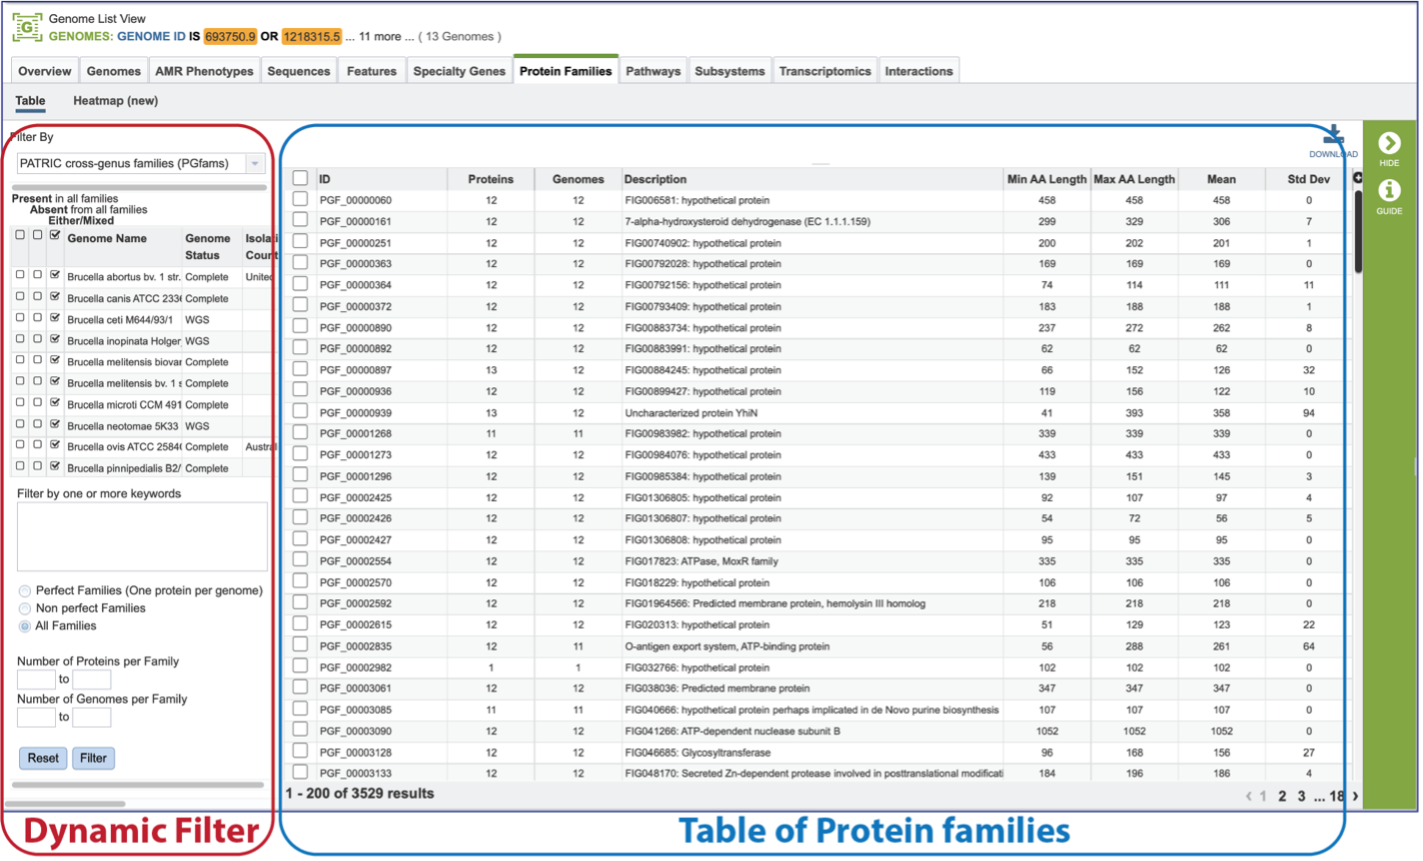 Genome List View
GENOMES: GENOME ID IS 693750.9 OR 1218315.5 ... 11 more ... ( 13 Genomes )
Overview Genomes AMR Phenotypes Sequences Features Specialty Genes Protein Families Pathways Subsystems Transcriptomics Interactions
Table Heatmap (new)
Filter By
PATRIC cross-genus families (PGfams)
Present in all families
Absent from all families
Either/Mixed
Genome Name Genome Status Isolati Count
Brucella abortus bv. 1 str. Complete United
Brucella canis ATCC 2336 Complete
Brucella ceti M644/93/1 WGS
Brucella inopinata Holger WGS
Brucella melitensis biovar Complete
Brucella melitensis bv. 1 s Complete
Brucella microti CCM 491 Complete
Brucella neotomae 5K33 WGS
Brucella ovis ATCC 25840 Complete Austral
Brucella pinnipedialis B2/ Complete
Filter by one or more keywords
Perfect Families (One protein per genome)
Non perfect Families
All Families
Number of Proteins per Family
to
Number of Genomes per Family
to
Reset Filter
Dynamic Filter
DOWNLOAD
ID Proteins Genomes Description Min AA Length Max AA Length Mean Std Dev
PGF_00000060 12 12 FIG006581: hypothetical protein 458 458 458 0
PGF_00000161 12 12 7-alpha-hydroxysteroid dehydrogenase (EC 1.1.1.159) 299 329 306 7
PGF_00000251 12 12 FIG00740902: hypothetical protein 200 202 201 1
PGF_00000363 12 12 FIG00792028: hypothetical protein 169 169 169 0
PGF_00000364 12 12 FIG00792156: hypothetical protein 74 114 111 11
PGF_00000372 12 12 FIG00793409: hypothetical protein 183 188 188 1
PGF_00000890 12 12 FIG00883734: hypothetical protein 237 272 262 8
PGF_00000892 12 12 FIG00883991: hypothetical protein 62 62 62 0
PGF_00000897 13 12 FIG00884245: hypothetical protein 66 152 126 32
PGF_00000936 12 12 FIG00899427: hypothetical protein 119 156 122 10
PGF_00000939 13 12 Uncharacterized protein YhiN 41 393 358 94
PGF_00001268 11 11 FIG00983982: hypothetical protein 339 339 339 0
PGF_00001273 12 12 FIG00984076: hypothetical protein 433 433 433 0
PGF_00001296 12 12 FIG00985384: hypothetical protein 139 151 145 3
PGF_00002425 12 12 FIG01306805: hypothetical protein 92 107 97 4
PGF_00002426 12 12 FIG01306807: hypothetical protein 54 72 56 5
PGF_00002427 12 12 FIG01306808: hypothetical protein 95 95 95 0
PGF_00002554 12 12 FIG017823: ATPase, MoxR family 335 335 335 0
PGF_00002570 12 12 FIG018229: hypothetical protein 106 106 106 0
PGF_00002592 12 12 FIG01964566: Predicted membrane protein, hemolysin III homolog 218 218 218 0
PGF_00002615 12 12 FIG020313: hypothetical protein 51 129 123 22
PGF_00002835 12 11 O-antigen export system, ATP-binding protein 56 288 261 64
PGF_00002982 1 1 FIG032766: hypothetical protein 102 102 102 0
PGF_00003061 12 12 FIG038036: Predicted membrane protein 347 347 347 0
PGF_00003085 11 11 FIG040666: hypothetical protein perhaps implicated in de Novo purine biosynthesis 107 107 107 0
PGF_00003090 12 12 FIG041266: ATP-dependent nuclease subunit B 1052 1052 1052 0
PGF_00003128 12 12 FIG046685: Glycosyltransferase 96 168 156 27
PGF_00003133 12 12 FIG048170: Secreted Zn-dependent protease involved in posttranslational modificati 184 196 186 4
1 - 200 of 3529 results 1 2 3 ... 18
Table of Protein families
HIDE
GUIDE